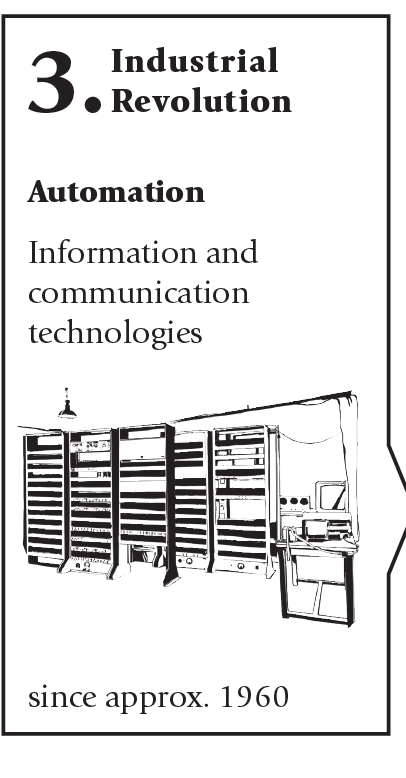 3. Industrial
Revolution
Automation
Information and
communication
technologies
since approx. 1960